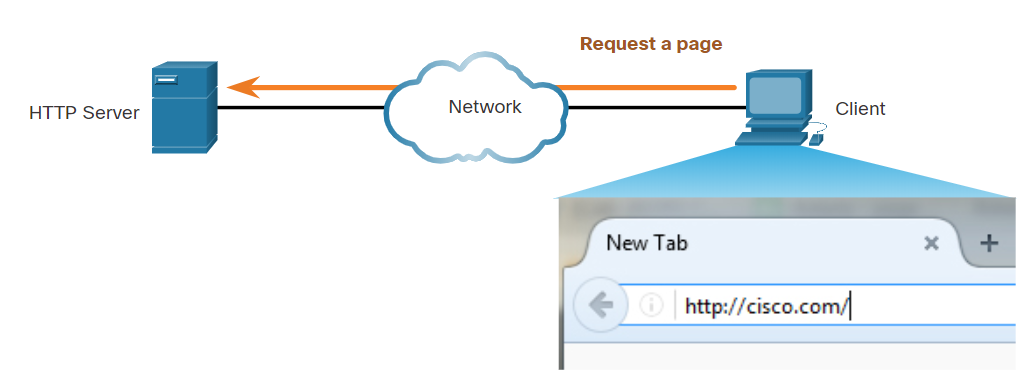 Request a page
HTTP Server
Network
Client
New Tab
http://cisco.com/